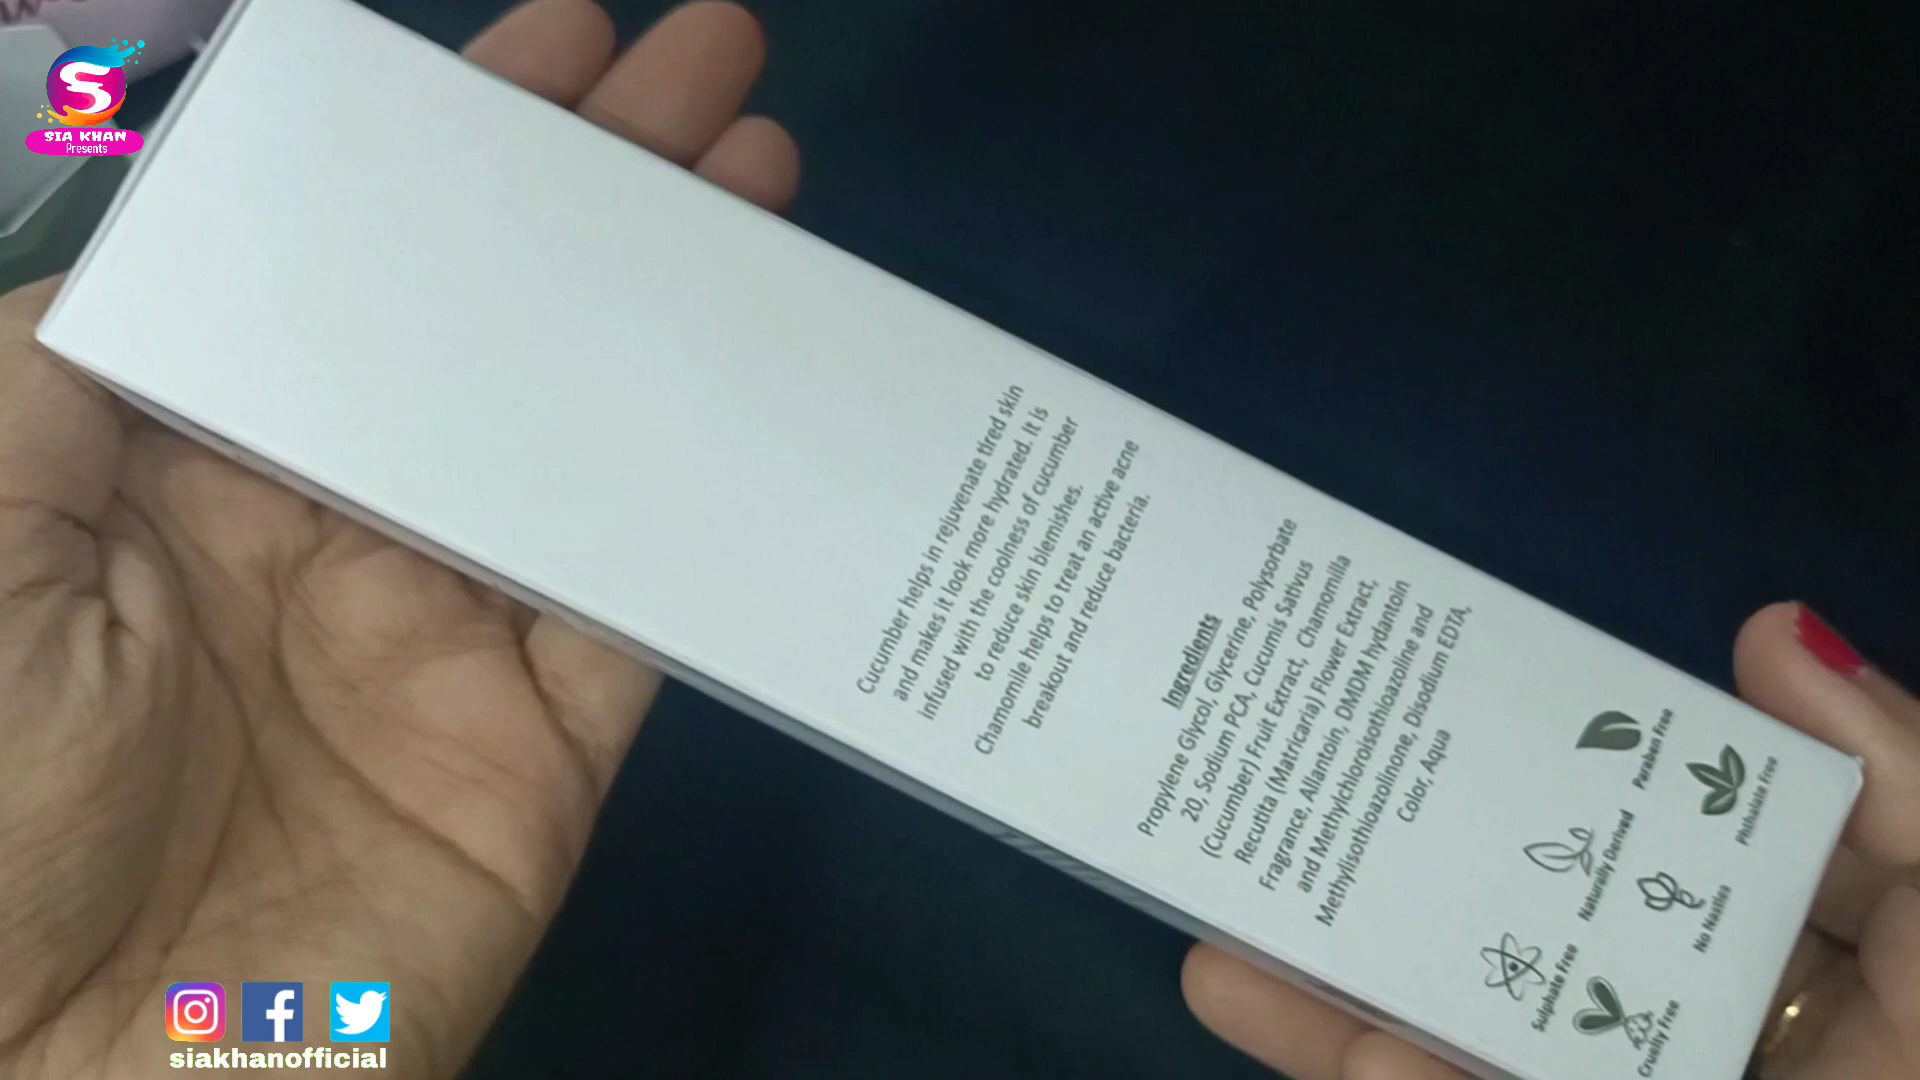 SIA KHAN
Presents
Cucumber helps in rejuvenate tired skin
and makes it look more hydrated. It is
infused with the coolness of cucumber
to reduce skin blemishes.
Chamomile helps to treat an active acne
breakout and reduce bacteria.
Ingredients
Propylene Glycol, Glycerine, Polysorbate
20, Sodium PCA, Cucumis Sativus
(Cucumber) Fruit Extract, Chamomilla
Recutita (Matricaria) Flower Extract,
Fragrance, Allantoin, DMDM hydantoin
and Methylchloroisothioazoline and
Methylisothioazolinone, Disodium EDTA,
Color, Aqua
Sulphate Free
Naturally Derived
Paraben Free
Cruelty Free
No Nasties
Phthalate Free
siakhanofficial